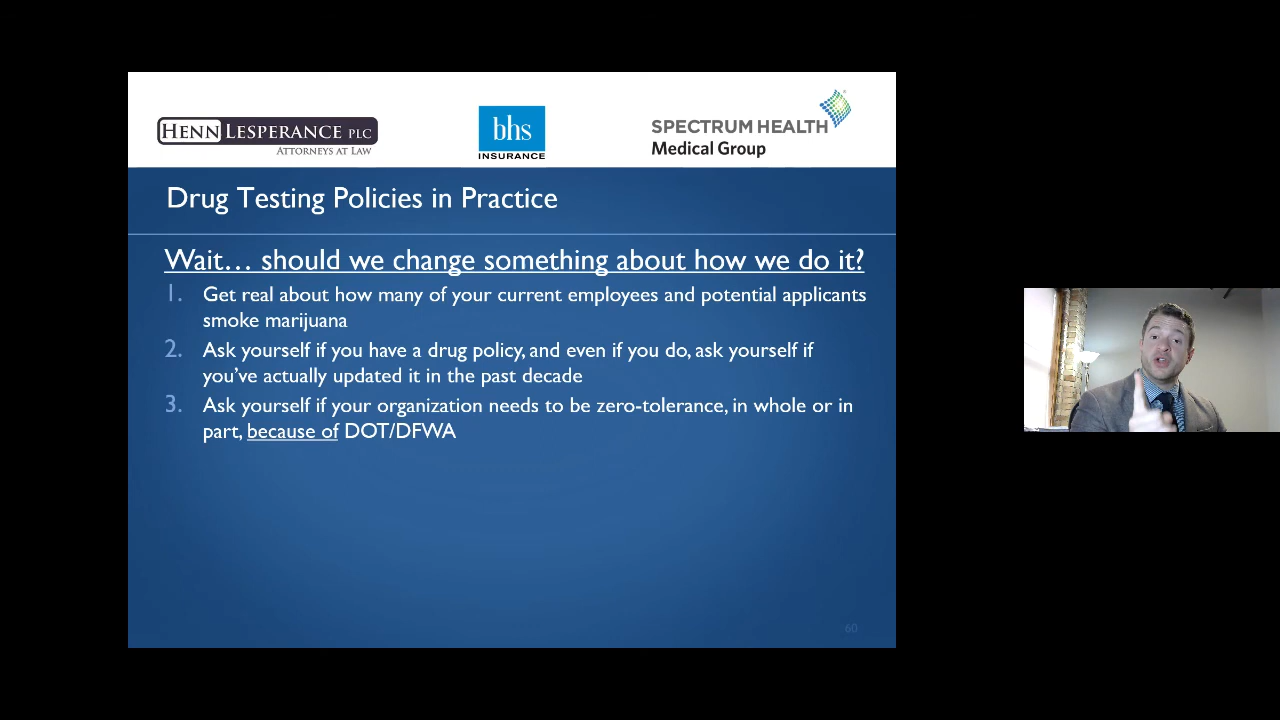 HENN LESPERANCE PLC
ATTORNEYS AT LAW
bhs
INSURANCE
SPECTRUM HEALTH
Medical Group
Drug Testing Policies in Practice
Wait… should we change something about how we do it?
1. Get real about how many of your current employees and potential applicants
smoke marijuana
2. Ask yourself if you have a drug policy, and even if you do, ask yourself if
you've actually updated it in the past decade
3. Ask yourself if your organization needs to be zero-tolerance, in whole or in
part, because of DOT/DFWA
60